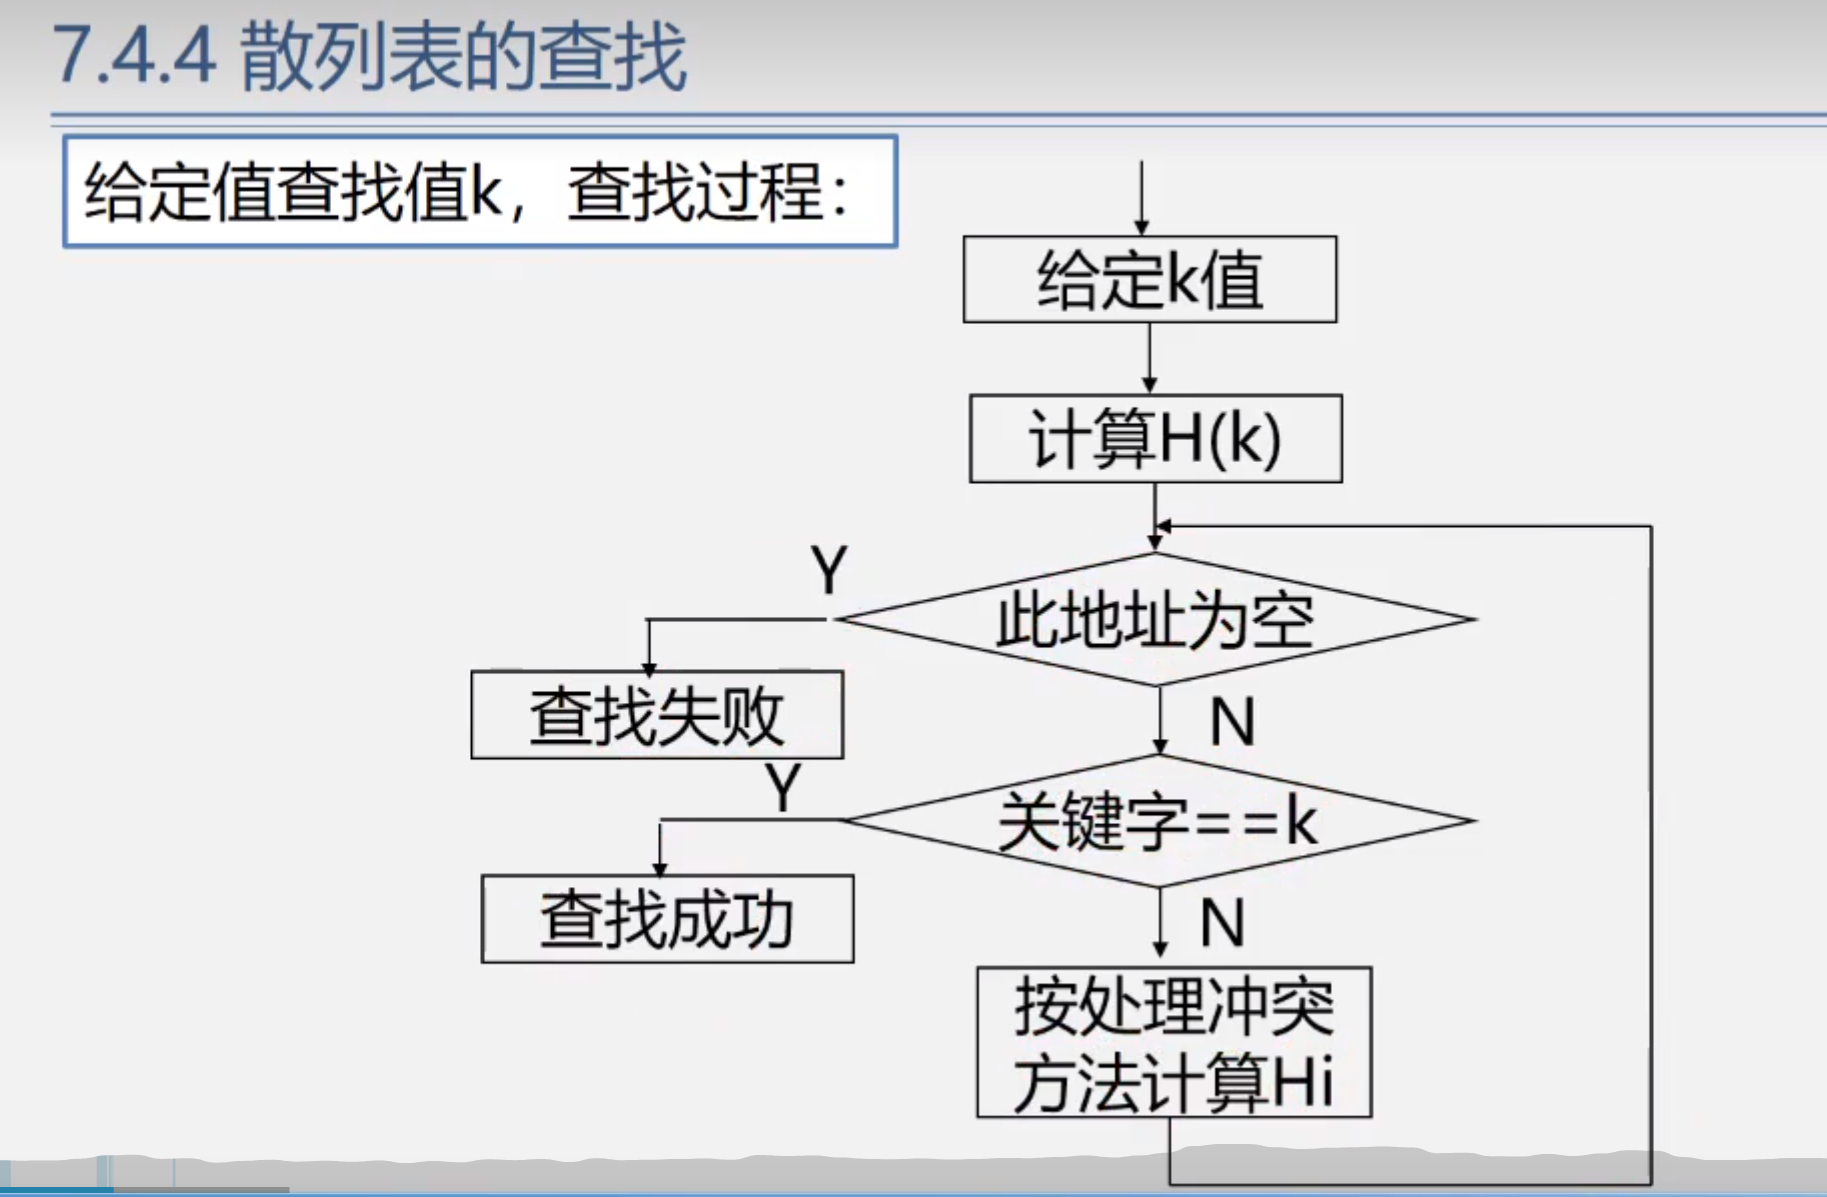 7.4.4 散列表的查找
给定值查找值k，查找过程：
给定k值
计算H(k)
Y
此地址为空
查找失败
N
Y
关键字==k
查找成功
N
按处理冲突
方法计算Hi